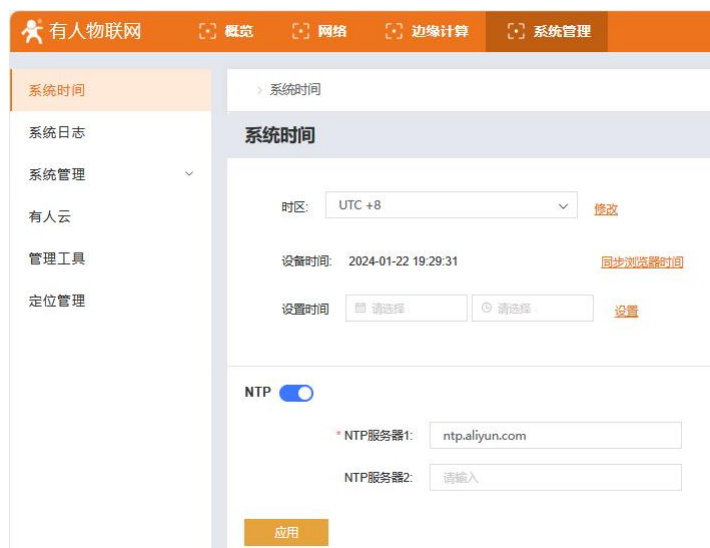 有人物联网 概览 网络 边缘计算 系统管理
系统时间
系统日志
系统管理
有人云
管理工具
定位管理
系统时间
系统时间
时区: UTC +8 修改
设备时间: 2024-01-22 19:29:31 同步浏览器时间
设置时间 请选择 请选择 设置
NTP
* NTP服务器1: ntp.aliyun.com
NTP服务器2: 请输入
应用